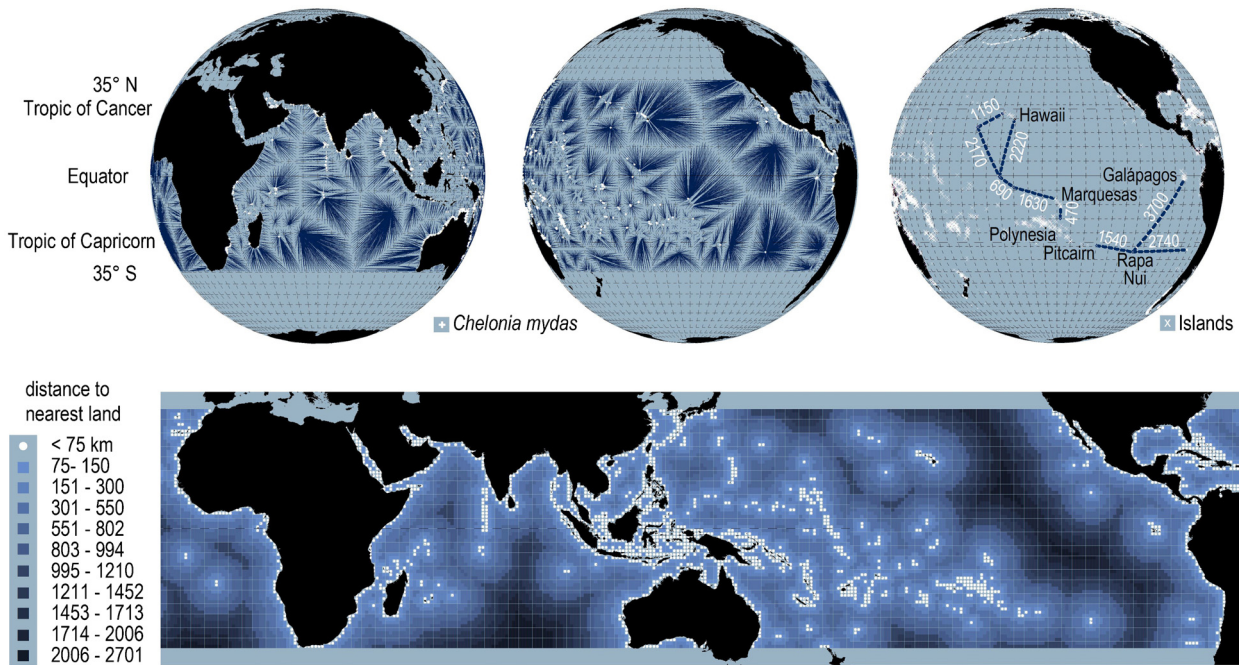 35° N
Tropic of Cancer
Equator
Tropic of Capricorn
35° S
+ Chelonia mydas
1150
Hawaii
2170
2220
690
1630
Marquesas
470
Galápagos
3700
Polynesia
Pitcairn
1540
2740
Rapa
Nui
x Islands
distance to
nearest land
< 75 km
75- 150
151 - 300
301 - 550
551 - 802
803 - 994
995 - 1210
1211 - 1452
1453 - 1713
1714 - 2006
2006 - 2701